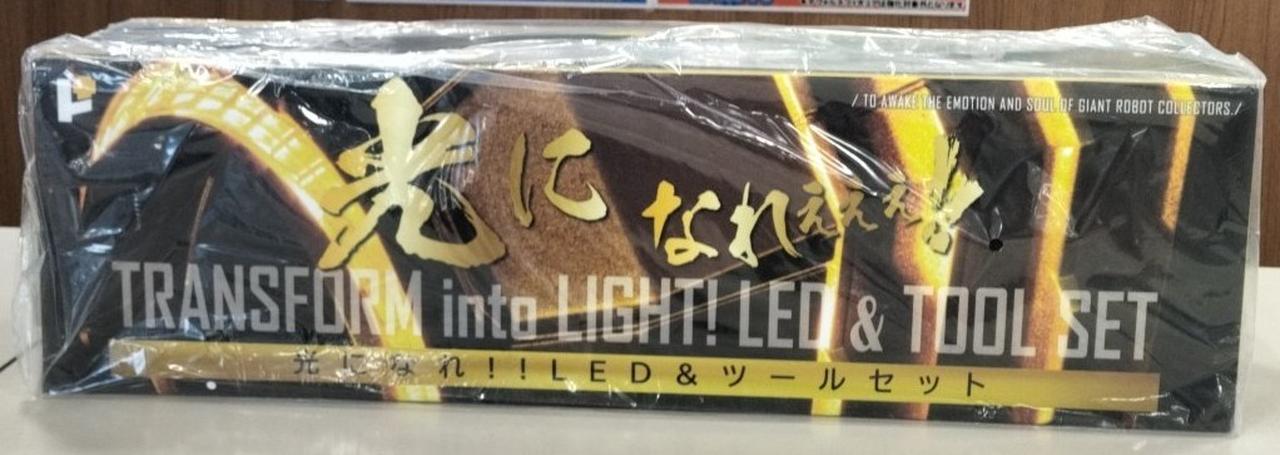 / TO AWAKE THE EMOTION AND SOUL OF GIANT ROBOT COLLECTORS. /
光になれぇぇぇ!!
TRANSFORM into LIGHT! LED & TOOL SET
光になれ!!LED&ツールセット